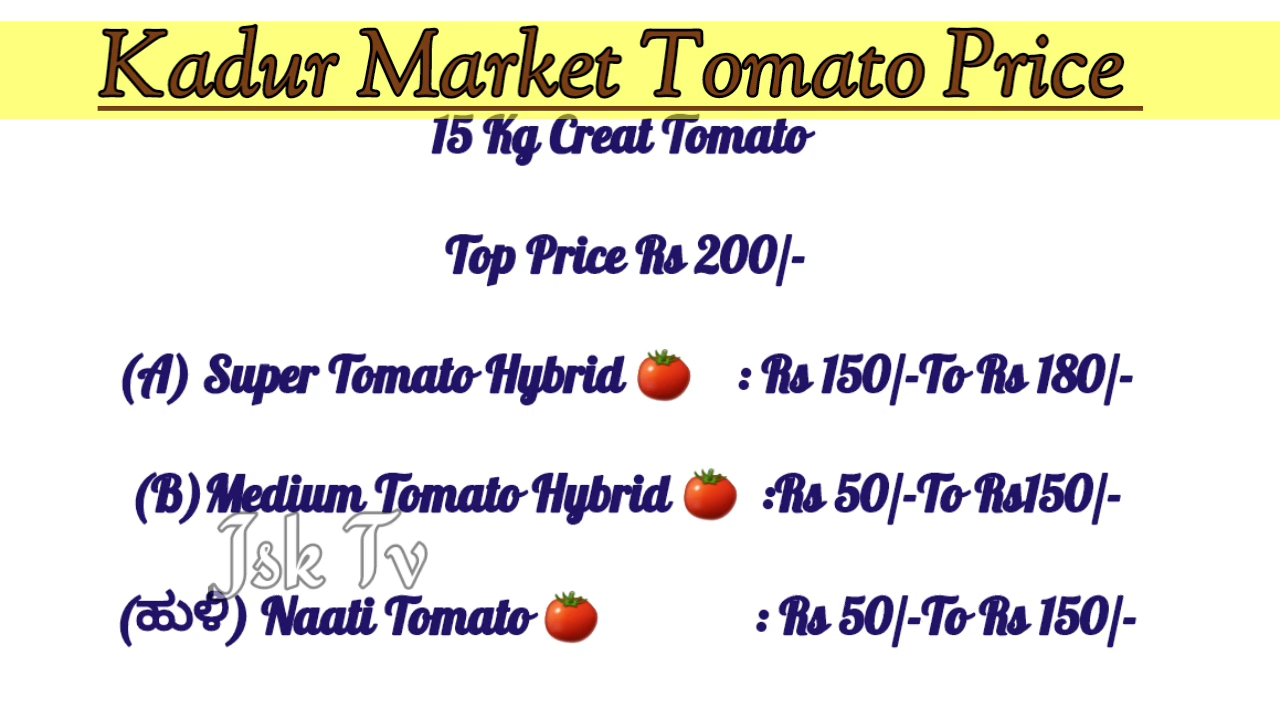 Kadur Market Tomato Price
15 Kg Creat Tomato
Top Price Rs 200/-
(A) Super Tomato Hybrid 🍅 : Rs 150/-To Rs 180/-
(B)Medium Tomato Hybrid 🍅 :Rs 50/-To Rs150/-
Jsk Tv
(ಹುಳಿ) Naati Tomato 🍅 : Rs 50/-To Rs 150/-